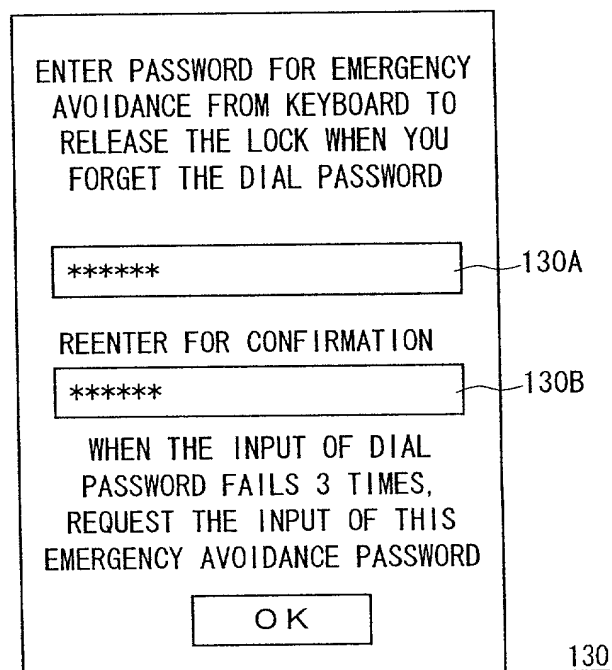 ENTER PASSWORD FOR EMERGENCY
AVOIDANCE FROM KEYBOARD TO
RELEASE THE LOCK WHEN YOU
FORGET THE DIAL PASSWORD
******
130A
REENTER FOR CONFIRMATION
******
130B
WHEN THE INPUT OF DIAL
PASSWORD FAILS 3 TIMES,
REQUEST THE INPUT OF THIS
EMERGENCY AVOIDANCE PASSWORD
OK
130